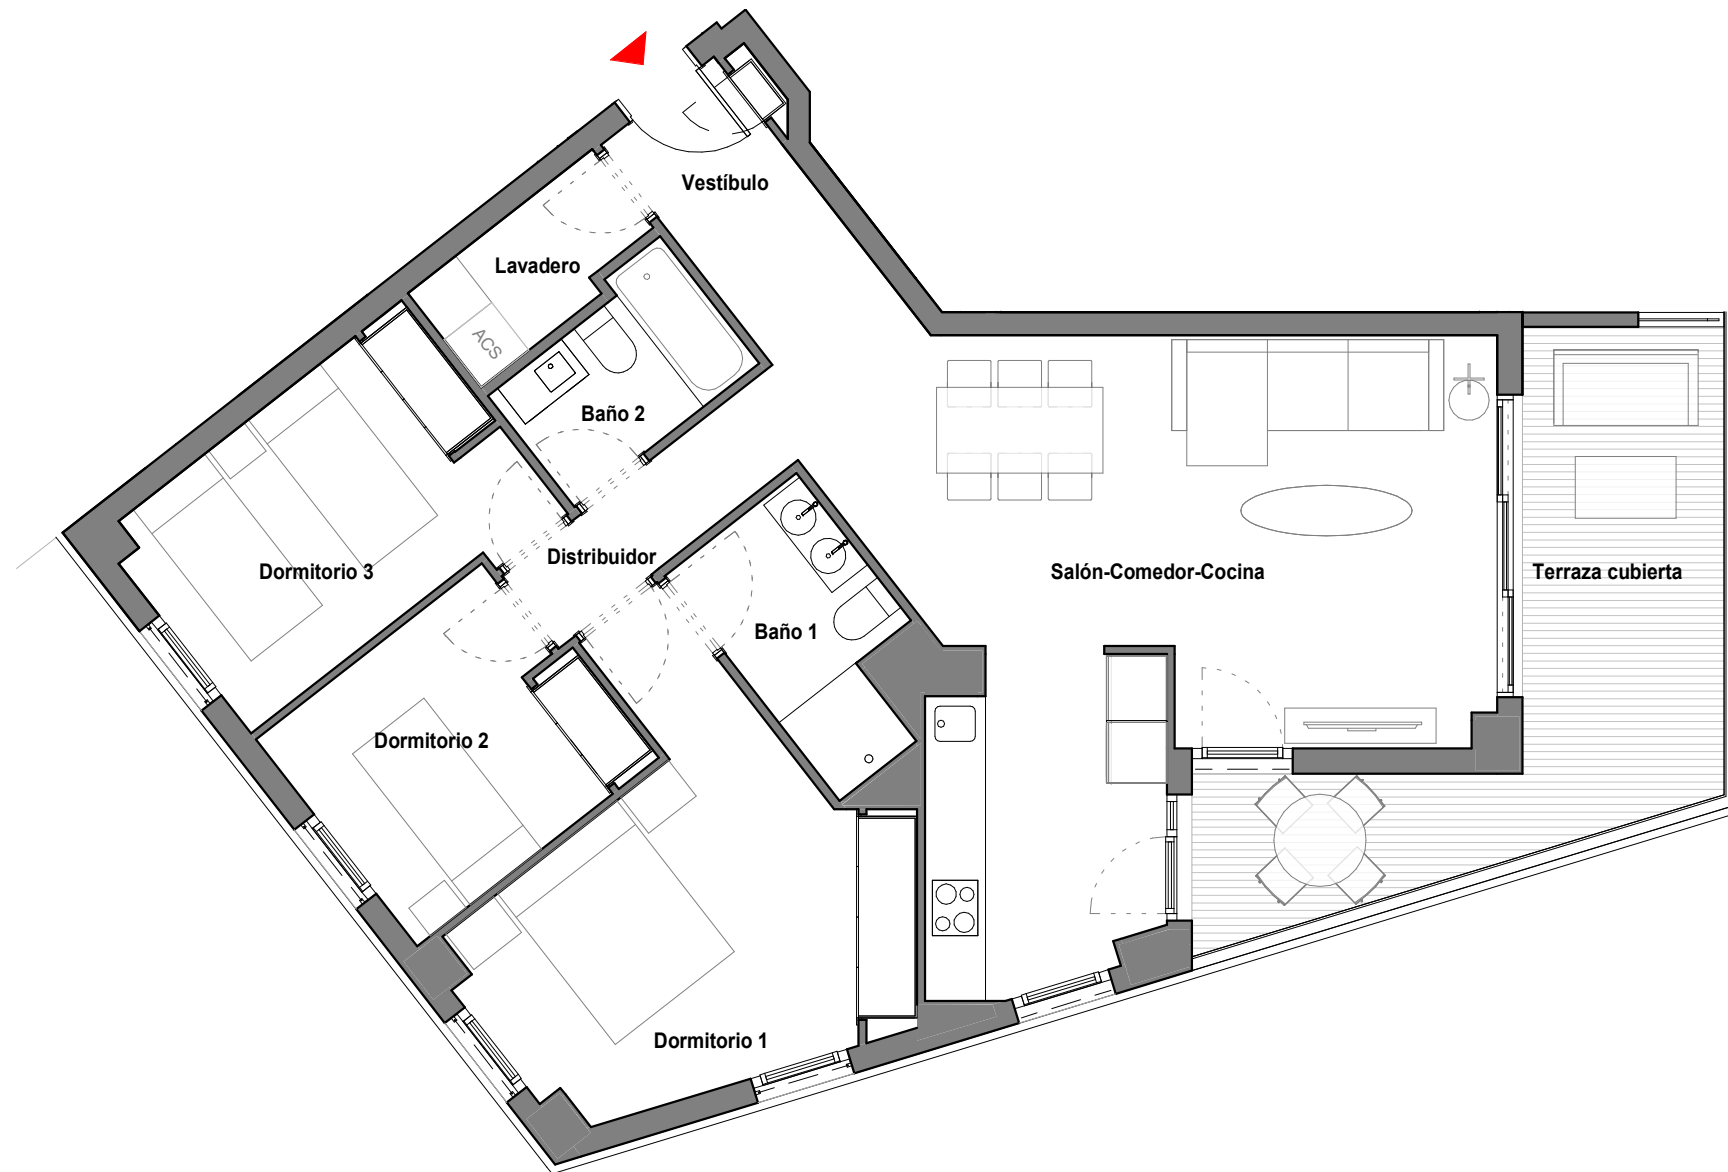 Vestíbulo
Lavadero
ACS
Baño 2
Distribuidor
Dormitorio 3
Salón-Comedor-Cocina
Terraza cubierta
Baño 1
Dormitorio 2
Dormitorio 1